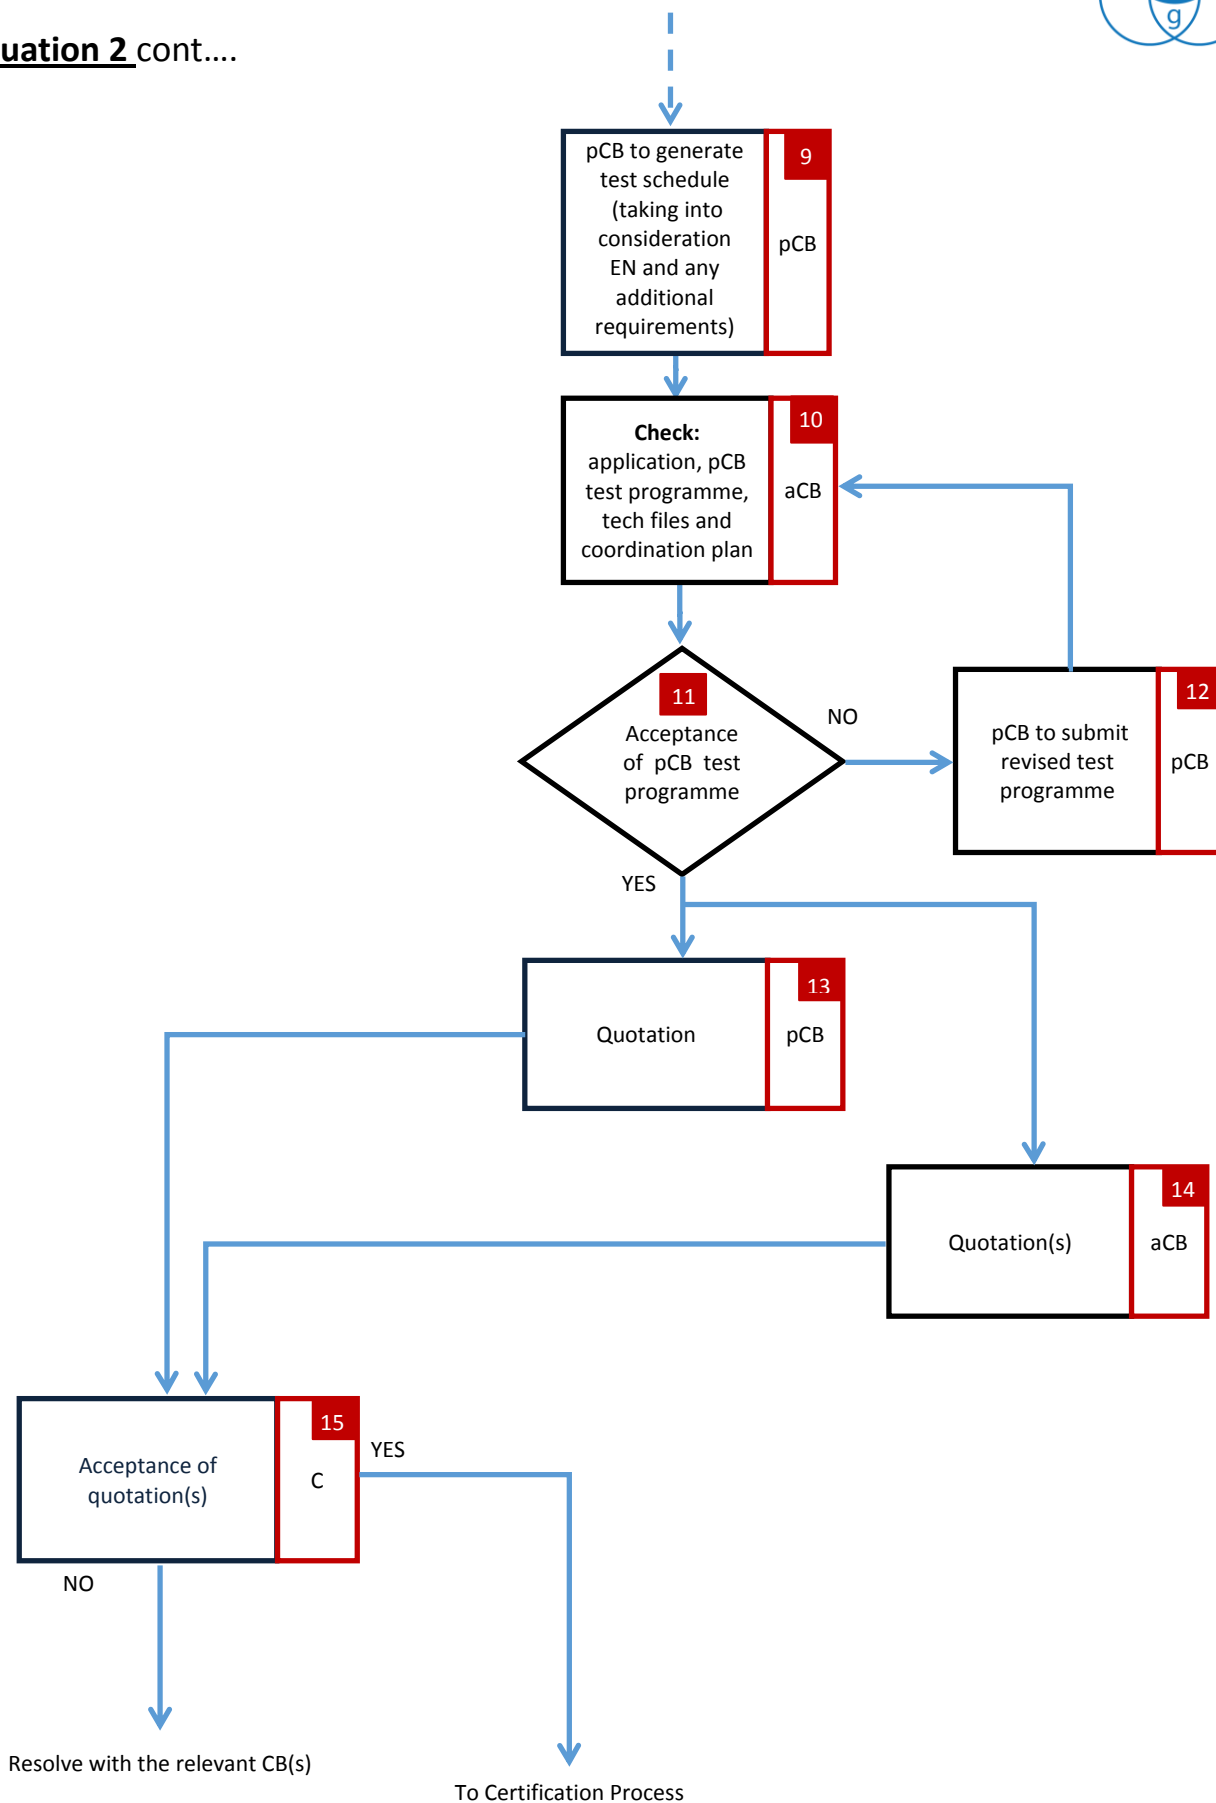 uation 2 cont....
g
pCB to generate
test schedule
(taking into
consideration
EN and any
additional
requirements)
9
pCB
Check:
application, pCB
test programme,
tech files and
coordination plan
10
aCB
11
Acceptance
of pCB test
programme
NO
12
pCB to submit
revised test
programme
pCB
YES
13
Quotation
pCB
14
Quotation(s)
aCB
15
Acceptance of
quotation(s)
C
YES
NO
Resolve with the relevant CB(s)
To Certification Process